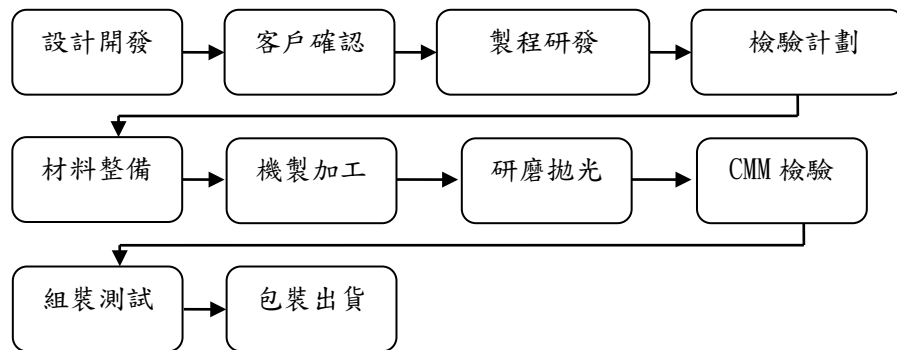 設計開發
客戶確認
製程研發
檢驗計劃
材料整備
機製加工
研磨拋光
CMM 檢驗
組裝測試
包裝出貨